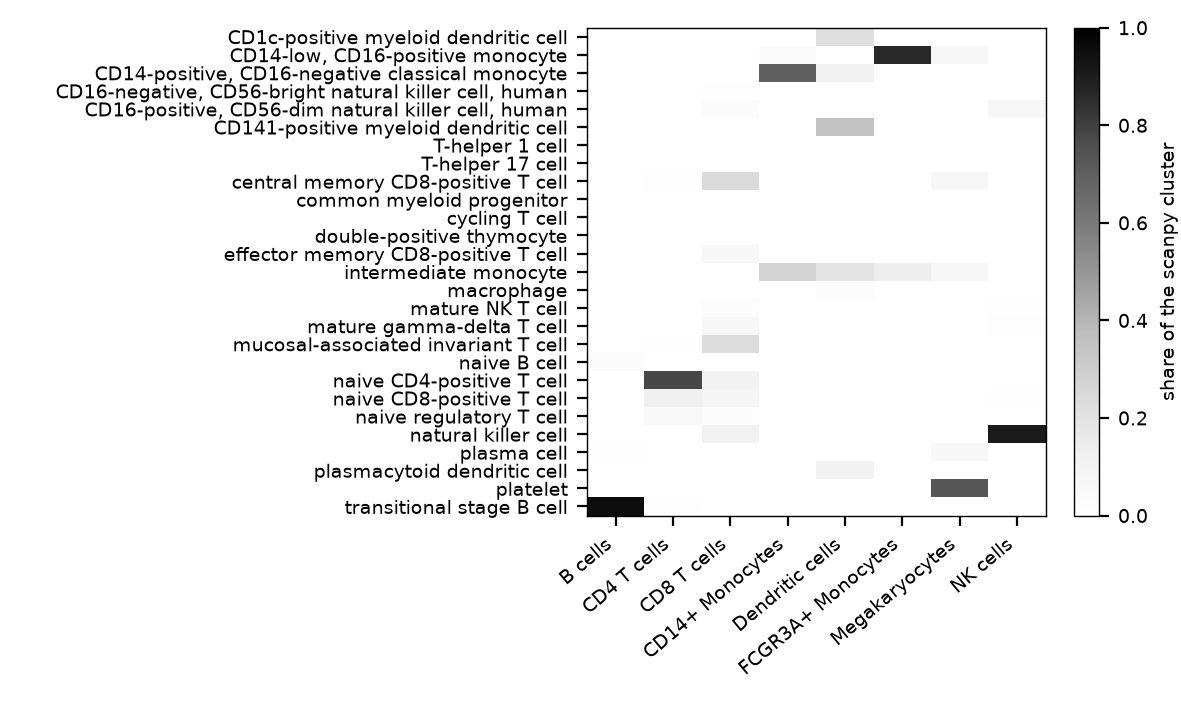 CD1c-positive myeloid dendritic cell
CD14-low, CD16-positive monocyte
CD14-positive, CD16-negative classical monocyte
CD16-negative, CD56-bright natural killer cell, human
CD16-positive, CD56-dim natural killer cell, human
CD141-positive myeloid dendritic cell
T-helper 1 cell
T-helper 17 cell
central memory CD8-positive T cell
common myeloid progenitor
cycling T cell
double-positive thymocyte
effector memory CD8-positive T cell
intermediate monocyte
macrophage
mature NK T cell
mature gamma-delta T cell
mucosal-associated invariant T cell
naive B cell
naive CD4-positive T cell
naive CD8-positive T cell
naive regulatory T cell
natural killer cell
plasma cell
plasmacytoid dendritic cell
platelet
transitional stage B cell
B cells
CD4 T cells
CD8 T cells
CD14+ Monocytes
Dendritic cells
FCGR3A+ Monocytes
Megakaryocytes
NK cells
1.0
0.8
0.6
0.4
0.2
0.0
share of the scanpy cluster